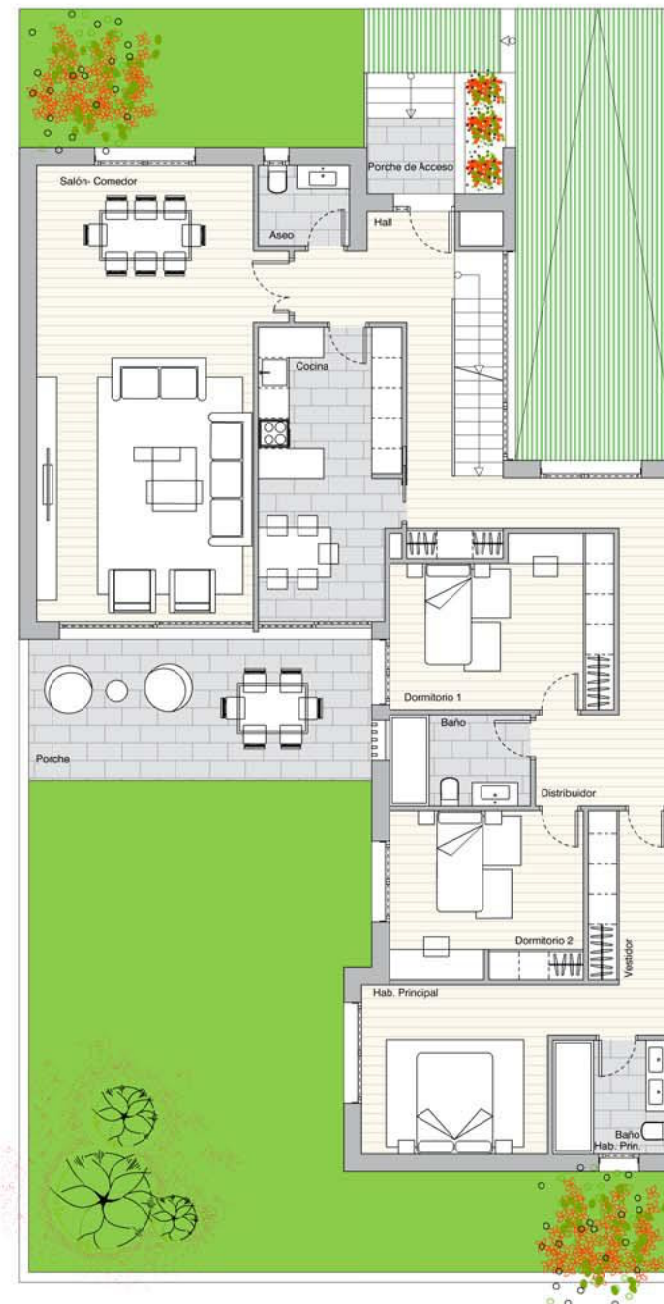 Porche de Acceso
Salón- Comedor
Hall
Aseo
Cocina
Dormitorio 1
Baño
Porche
Distribuidor
Dormitorio 2
Vestidor
Hab. Principal
Baño
Hab. Prin.